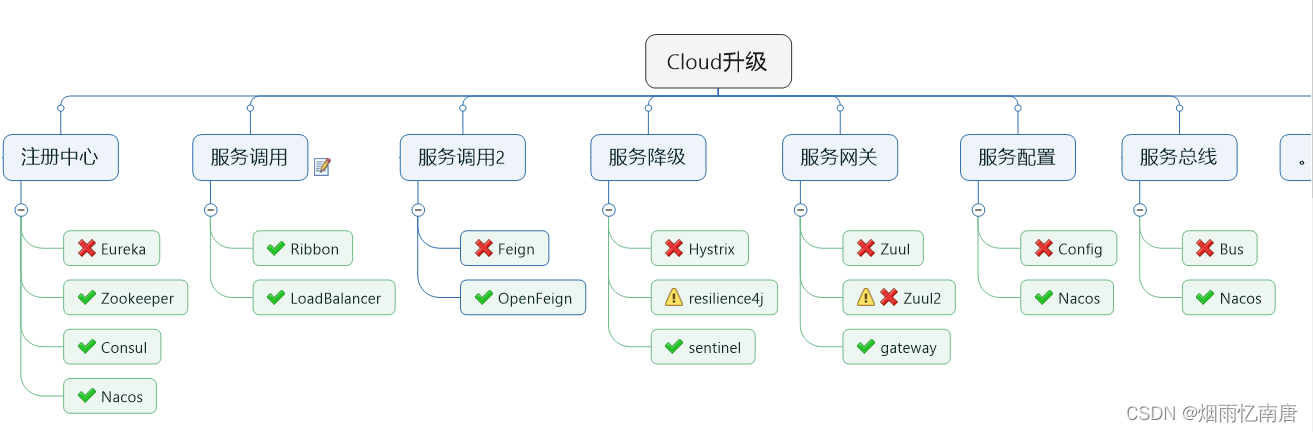 Cloud升级
注册中心
服务调用
服务调用2
服务降级
服务网关
服务配置
服务总线
。
Eureka
Zookeeper
Consul
Nacos
Ribbon
LoadBalancer
Feign
OpenFeign
Hystrix
resilience4j
sentinel
Zuul
Zuul2
gateway
Config
Nacos
Bus
Nacos
CSDN @烟雨忆南唐